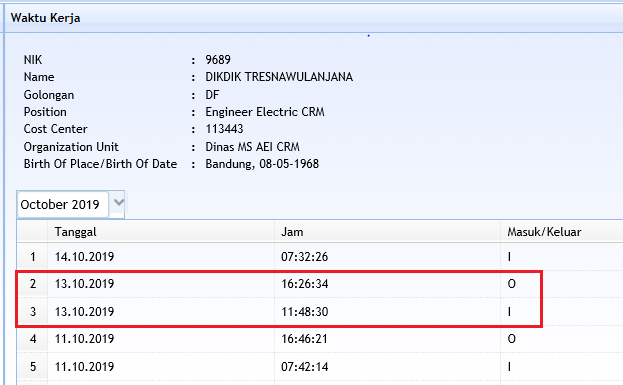 Waktu Kerja
NIK : 9689
Name : DIKDIK TRESNAWULANJANA
Golongan : DF
Position : Engineer Electric CRM
Cost Center : 113443
Organization Unit : Dinas MS AEI CRM
Birth Of Place/Birth Of Date : Bandung, 08-05-1968
October 2019
Tanggal Jam Masuk/Keluar
1 14.10.2019 07:32:26 I
2 13.10.2019 16:26:34 O
3 13.10.2019 11:48:30 I
4 11.10.2019 16:46:21 O
5 11.10.2019 07:42:14 I